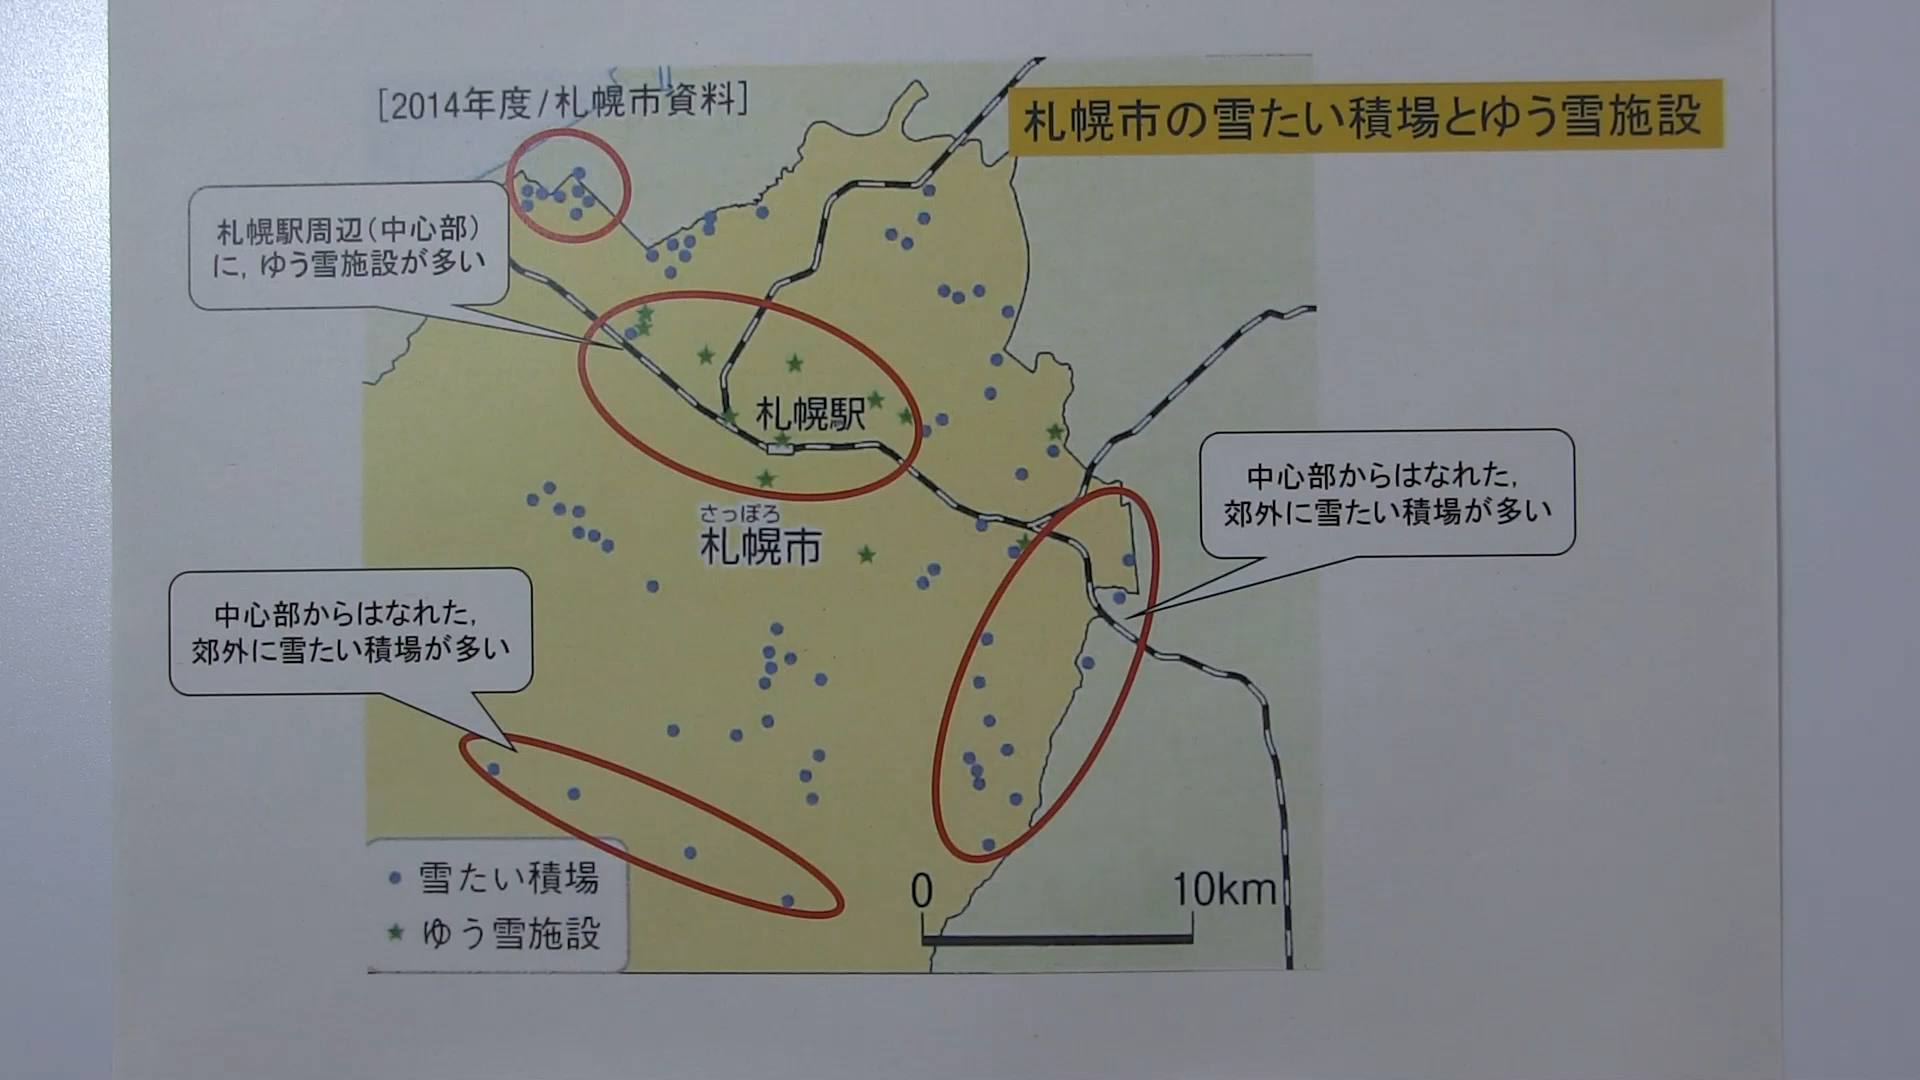 [2014年度/札幌市資料]
札幌市の雪たい積場とゆう雪施設
札幌駅周辺(中心部)
に,ゆう雪施設が多い
札幌駅
中心部からはなれた,
郊外に雪たい積場が多い
さっぽろ
札幌市
中心部からはなれた,
郊外に雪たい積場が多い
雪たい積場
ゆう雪施設
0 10km